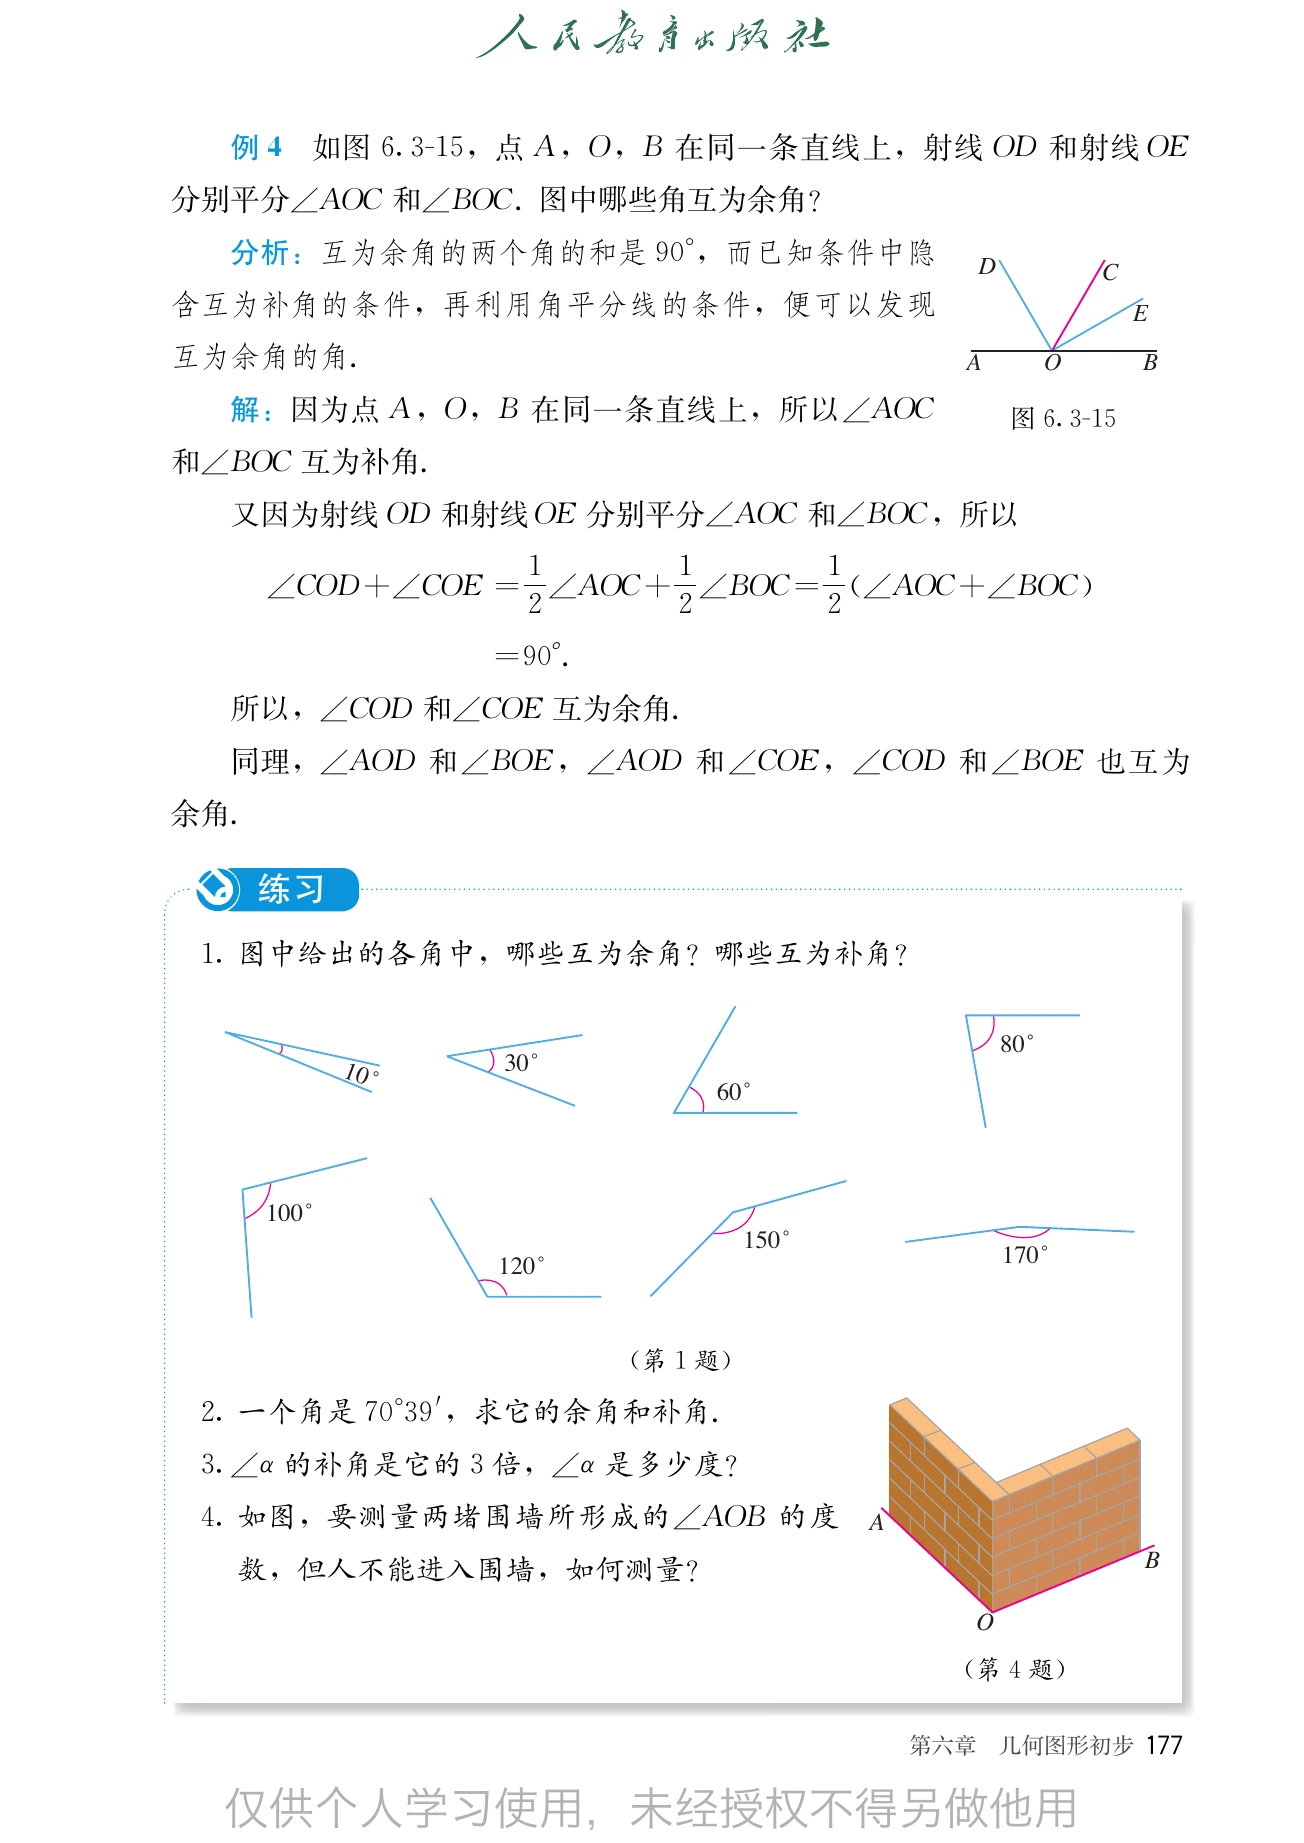 人民教育出版社
例 4 如图 6.3-15，点 A，O，B 在同一条直线上，射线 OD 和射线 OE
分别平分∠AOC 和∠BOC. 图中哪些角互为余角？
分析：互为余角的两个角的和是 90°，而已知条件中隐
含互为补角的条件，再利用角平分线的条件，便可以发现
互为余角的角.
D
C
E
A
O
B
图 6.3-15
解：因为点 A，O，B 在同一条直线上，所以∠AOC
和∠BOC 互为补角.
又因为射线 OD 和射线 OE 分别平分∠AOC 和∠BOC，所以
∠COD+∠COE =1/2∠AOC+1/2∠BOC=1/2(∠AOC+∠BOC)
=90°.
所以，∠COD 和∠COE 互为余角.
同理，∠AOD 和∠BOE，∠AOD 和∠COE，∠COD 和∠BOE 也互为
余角.
练习
1. 图中给出的各角中，哪些互为余角？哪些互为补角？
10°
30°
60°
80°
100°
120°
150°
170°
（第 1 题）
2. 一个角是 70°39′，求它的余角和补角.
3. ∠α 的补角是它的 3 倍，∠α 是多少度？
4. 如图，要测量两堵围墙所形成的∠AOB 的度
数，但人不能进入围墙，如何测量？
A
B
O
（第 4 题）
第六章 几何图形初步 177
仅供个人学习使用，未经授权不得另做他用